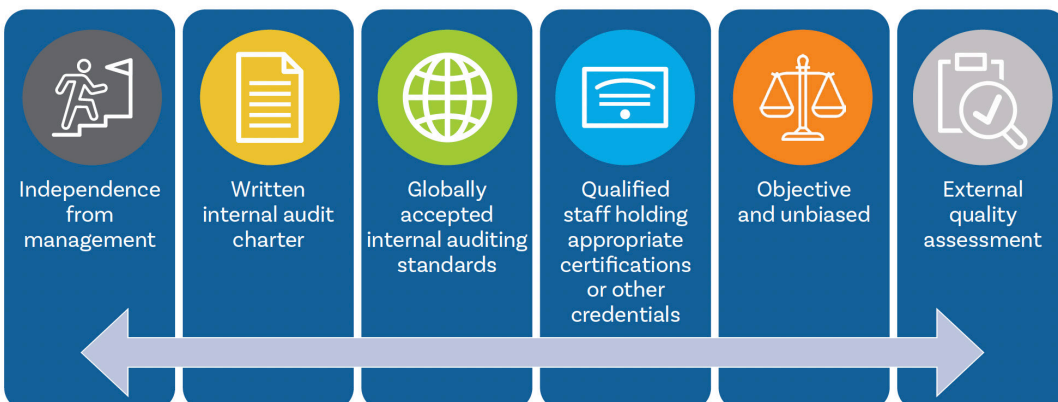 Independence
from
management
Written
internal audit
charter
Globally
accepted
internal auditing
standards
Qualified
staff holding
appropriate
certifications
or other
credentials
Objective
and unbiased
External
quality
assessment